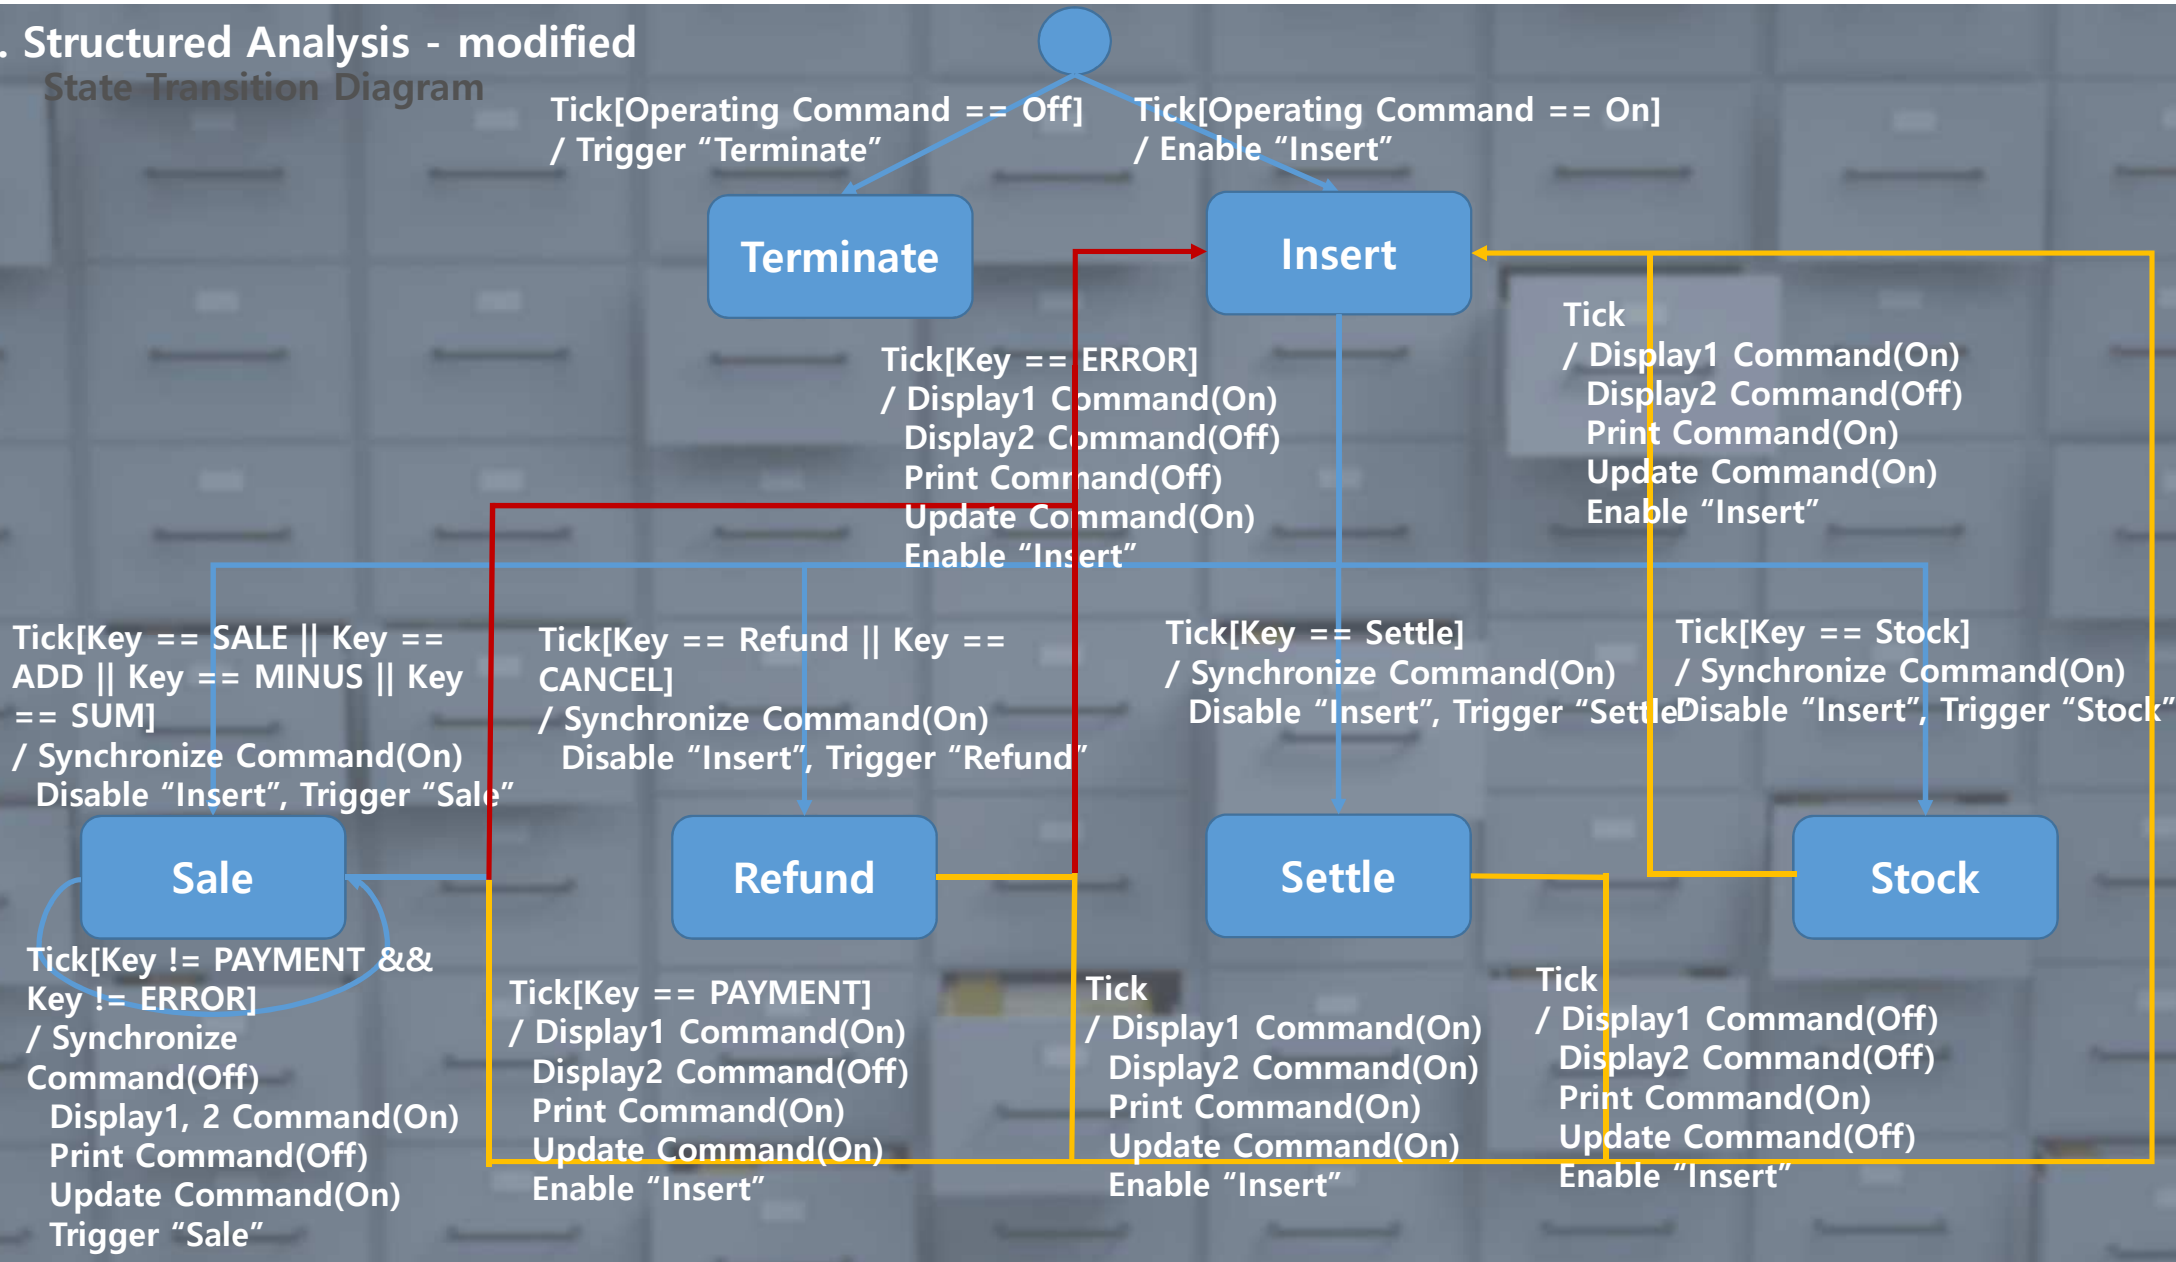 . Structured Analysis - modified
State Transition Diagram
Tick[Operating Command == Off]
/ Trigger “Terminate”
Tick[Operating Command == On]
/ Enable “Insert”
Terminate
Insert
Tick[Key == ERROR]
/ Display1 Command(On)
Display2 Command(Off)
Print Command(Off)
Update Command(On)
Enable “Insert”
Tick
/ Display1 Command(On)
Display2 Command(Off)
Print Command(On)
Update Command(On)
Enable “Insert”
Tick[Key == SALE || Key ==
ADD || Key == MINUS || Key
== SUM]
/ Synchronize Command(On)
Disable “Insert”, Trigger “Sale”
Tick[Key == Refund || Key ==
CANCEL]
/ Synchronize Command(On)
Disable “Insert”, Trigger “Refund”
Tick[Key == Settle]
/ Synchronize Command(On)
Disable “Insert”, Trigger “Settle”
Tick[Key == Stock]
/ Synchronize Command(On)
Disable “Insert”, Trigger “Stock”
Sale
Refund
Settle
Stock
Tick[Key != PAYMENT &&
Key != ERROR]
/ Synchronize
Command(Off)
Display1, 2 Command(On)
Print Command(Off)
Update Command(On)
Trigger “Sale”
Tick[Key == PAYMENT]
/ Display1 Command(On)
Display2 Command(Off)
Print Command(On)
Update Command(On)
Enable “Insert”
Tick
/ Display1 Command(On)
Display2 Command(On)
Print Command(On)
Update Command(On)
Enable “Insert”
Tick
/ Display1 Command(Off)
Display2 Command(Off)
Print Command(On)
Update Command(Off)
Enable “Insert”